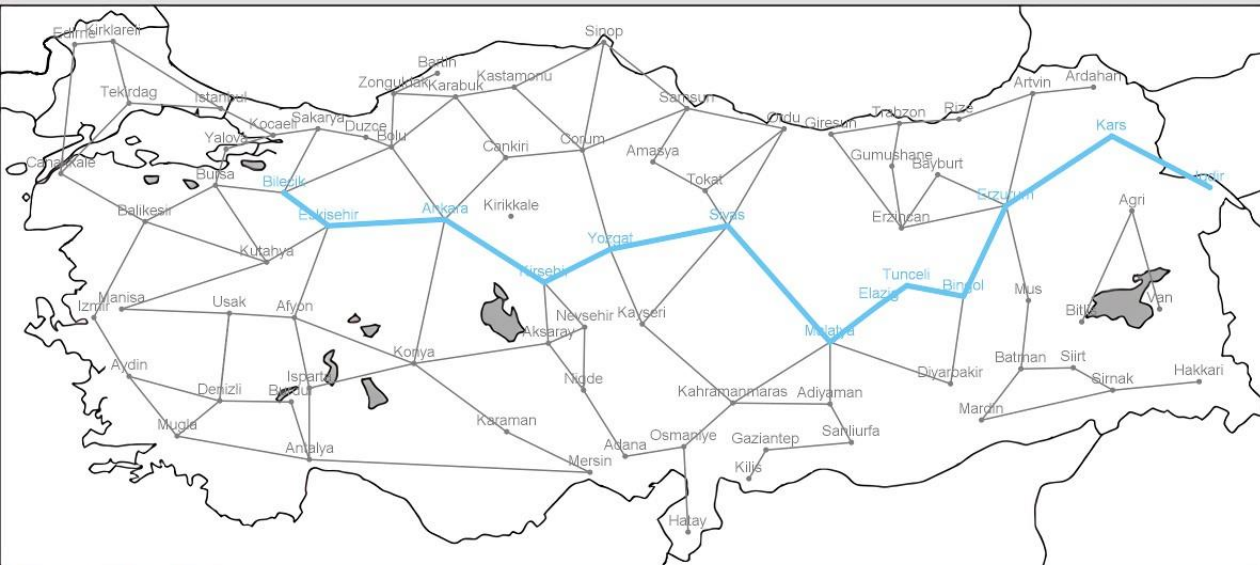 Edirne
Kirklareli
Tekirdag
Istanbul
Kocaeli
Yalova
Sakarya
Duzce
Bolu
Zonguldak
Bartin
Karabuk
Kastamonu
Sinop
Samsun
Corum
Cankiri
Amasya
Tokat
Ordu
Giresun
Trabzon
Rize
Artvin
Ardahan
Kars
Gumushane
Bayburt
Erzincan
Erzurum
Agri
Canakkale
Bursa
Bilecik
Balikesir
Eskisehir
Ankara
Kirikkale
Kutahya
Yozgat
Sivas
Kirsehir
Tunceli
Elazig
Bingol
Mus
Bitlis
Van
Izmir
Manisa
Usak
Afyon
Nevsehir
Kayseri
Aksaray
Malatya
Konya
Aydin
Denizli
Isparta
Nigde
Kahramanmaras
Adiyaman
Diyarbakir
Batman
Siirt
Sirnak
Hakkari
Mardin
Mugla
Antalya
Karaman
Mersin
Adana
Osmaniye
Gaziantep
Sanliurfa
Kilis
Hatay